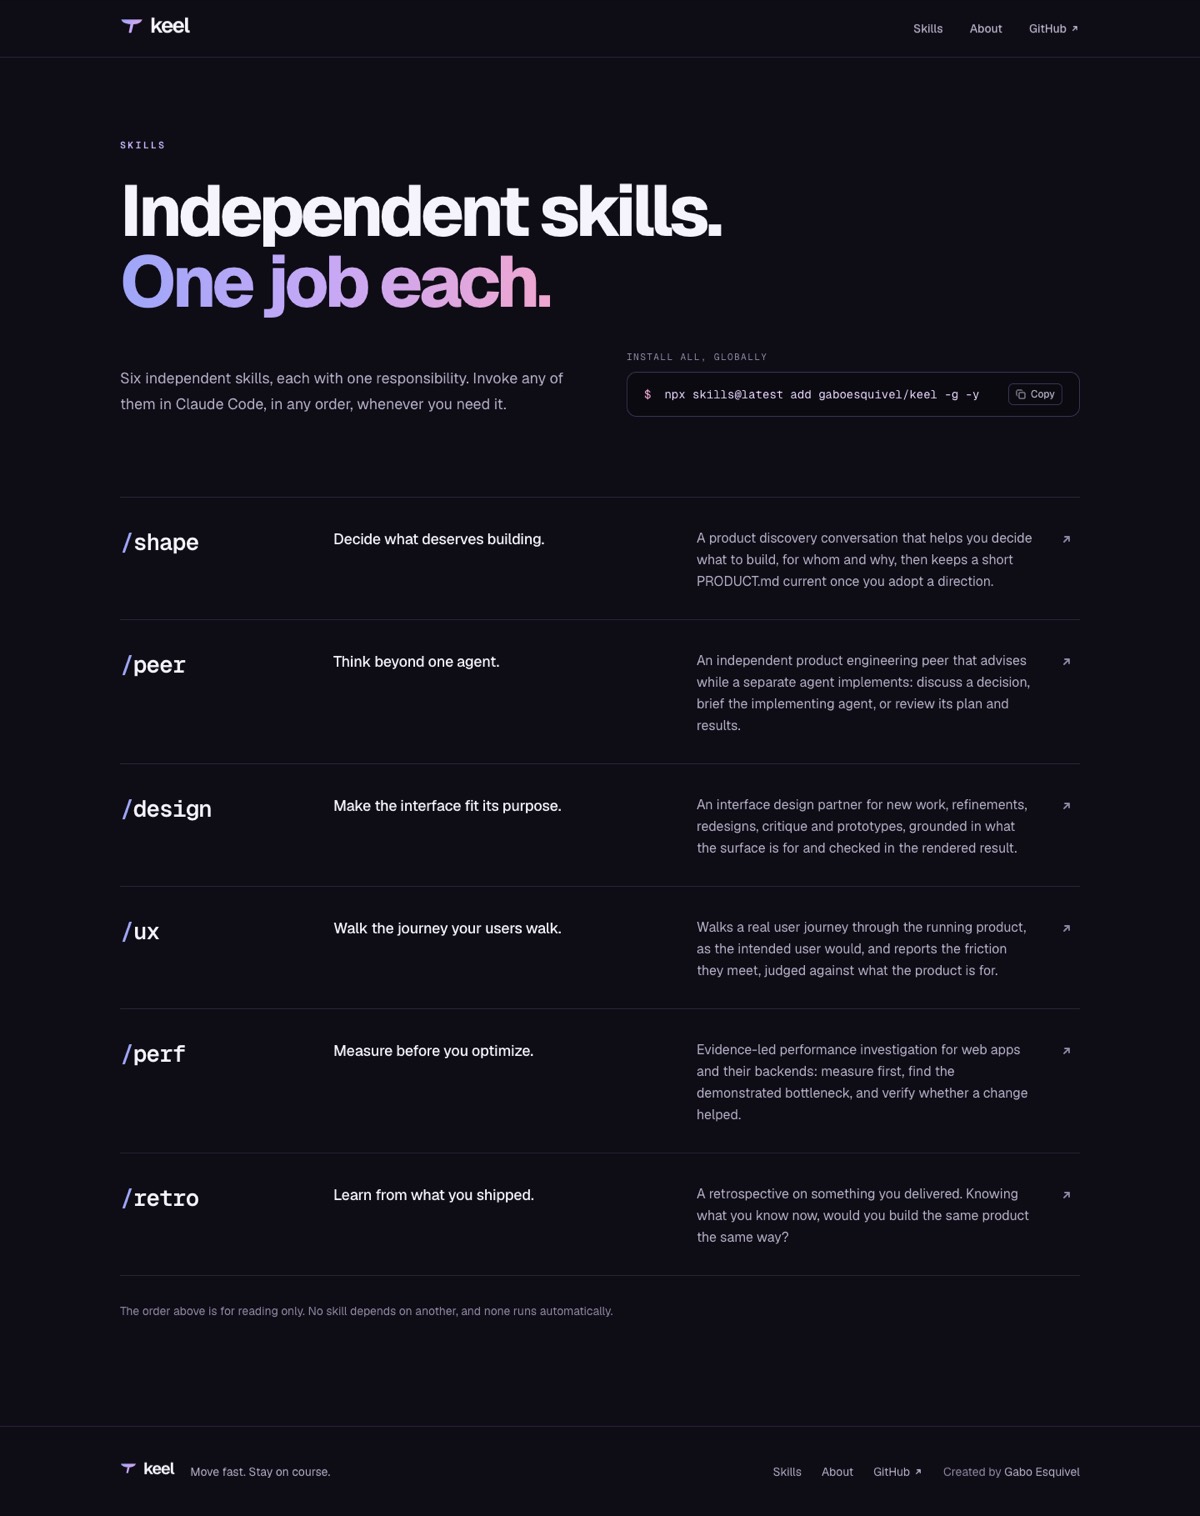 keel
Skills
About
GitHub ↗
SKILLS
Independent skills.
One job each.
Six independent skills, each with one responsibility. Invoke any of
them in Claude Code, in any order, whenever you need it.
INSTALL ALL, GLOBALLY
$ npx skills@latest add gaboesquivel/keel -g -y
Copy
/shape
Decide what deserves building.
A product discovery conversation that helps you decide
what to build, for whom and why, then keeps a short
PRODUCT.md current once you adopt a direction.
↗
/peer
Think beyond one agent.
An independent product engineering peer that advises
while a separate agent implements: discuss a decision,
brief the implementing agent, or review its plan and
results.
↗
/design
Make the interface fit its purpose.
An interface design partner for new work, refinements,
redesigns, critique and prototypes, grounded in what
the surface is for and checked in the rendered result.
↗
/ux
Walk the journey your users walk.
Walks a real user journey through the running product,
as the intended user would, and reports the friction
they meet, judged against what the product is for.
↗
/perf
Measure before you optimize.
Evidence-led performance investigation for web apps
and their backends: measure first, find the
demonstrated bottleneck, and verify whether a change
helped.
↗
/retro
Learn from what you shipped.
A retrospective on something you delivered. Knowing
what you know now, would you build the same product
the same way?
↗
The order above is for reading only. No skill depends on another, and none runs automatically.
keel
Move fast. Stay on course.
Skills
About
GitHub ↗
Created by Gabo Esquivel